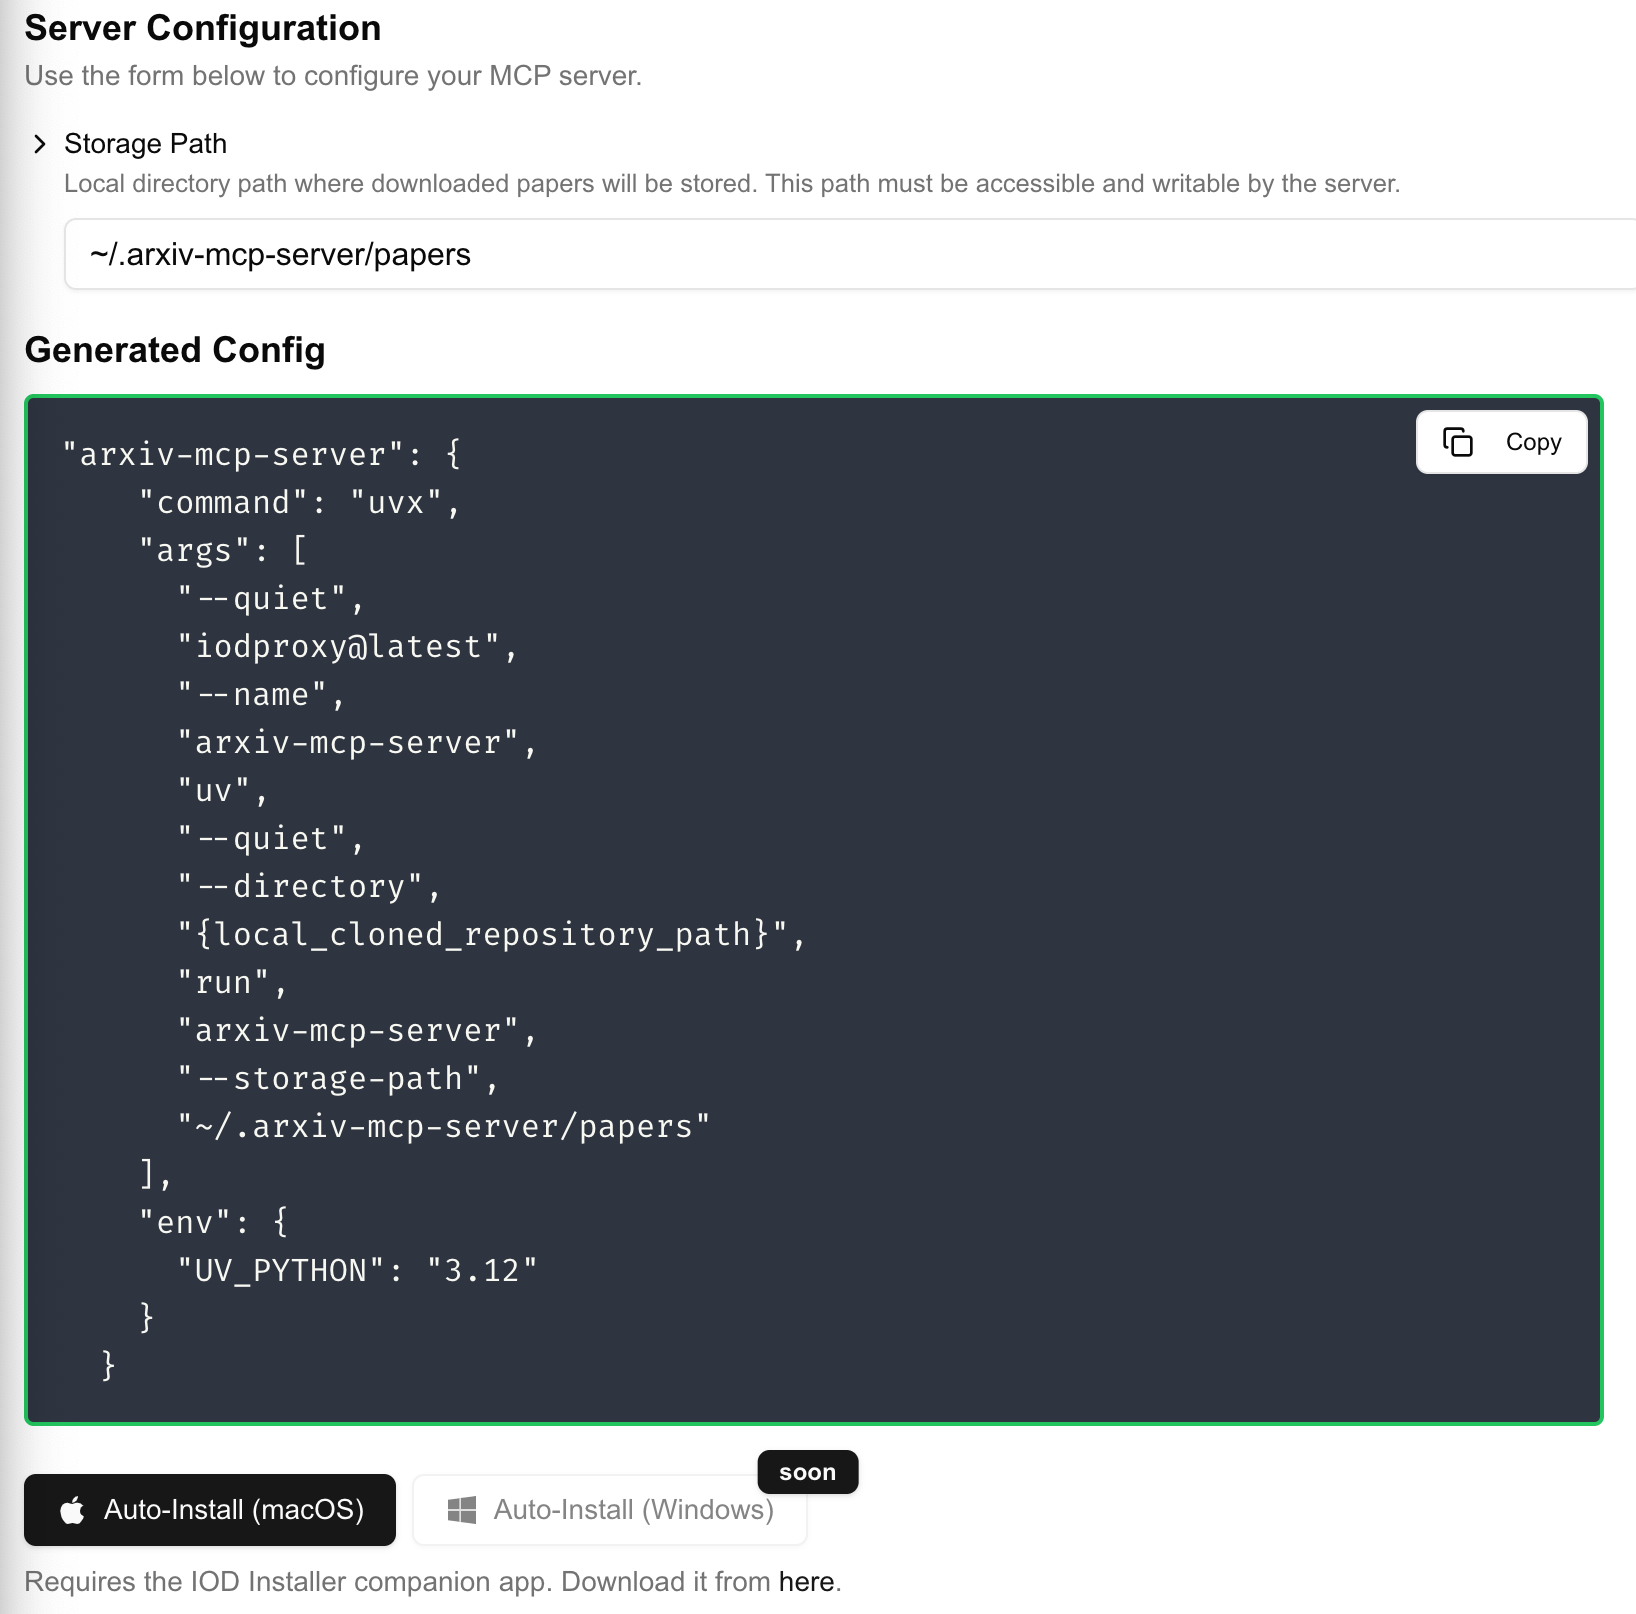 Server Configuration
Use the form below to configure your MCP server.
Storage Path
Local directory path where downloaded papers will be stored. This path must be accessible and writable by the server.
~/.arxiv-mcp-server/papers
Generated Config
Copy
"arxiv-mcp-server": {
    "command": "uvx",
    "args": [
      "--quiet",
      "iodproxy@latest",
      "--name",
      "arxiv-mcp-server",
      "uv",
      "--quiet",
      "--directory",
      "{local_cloned_repository_path}",
      "run",
      "arxiv-mcp-server",
      "--storage-path",
      "~/.arxiv-mcp-server/papers"
    ],
    "env": {
      "UV_PYTHON": "3.12"
    }
  }
soon
Auto-Install (macOS)
Auto-Install (Windows)
Requires the IOD Installer companion app. Download it from here.